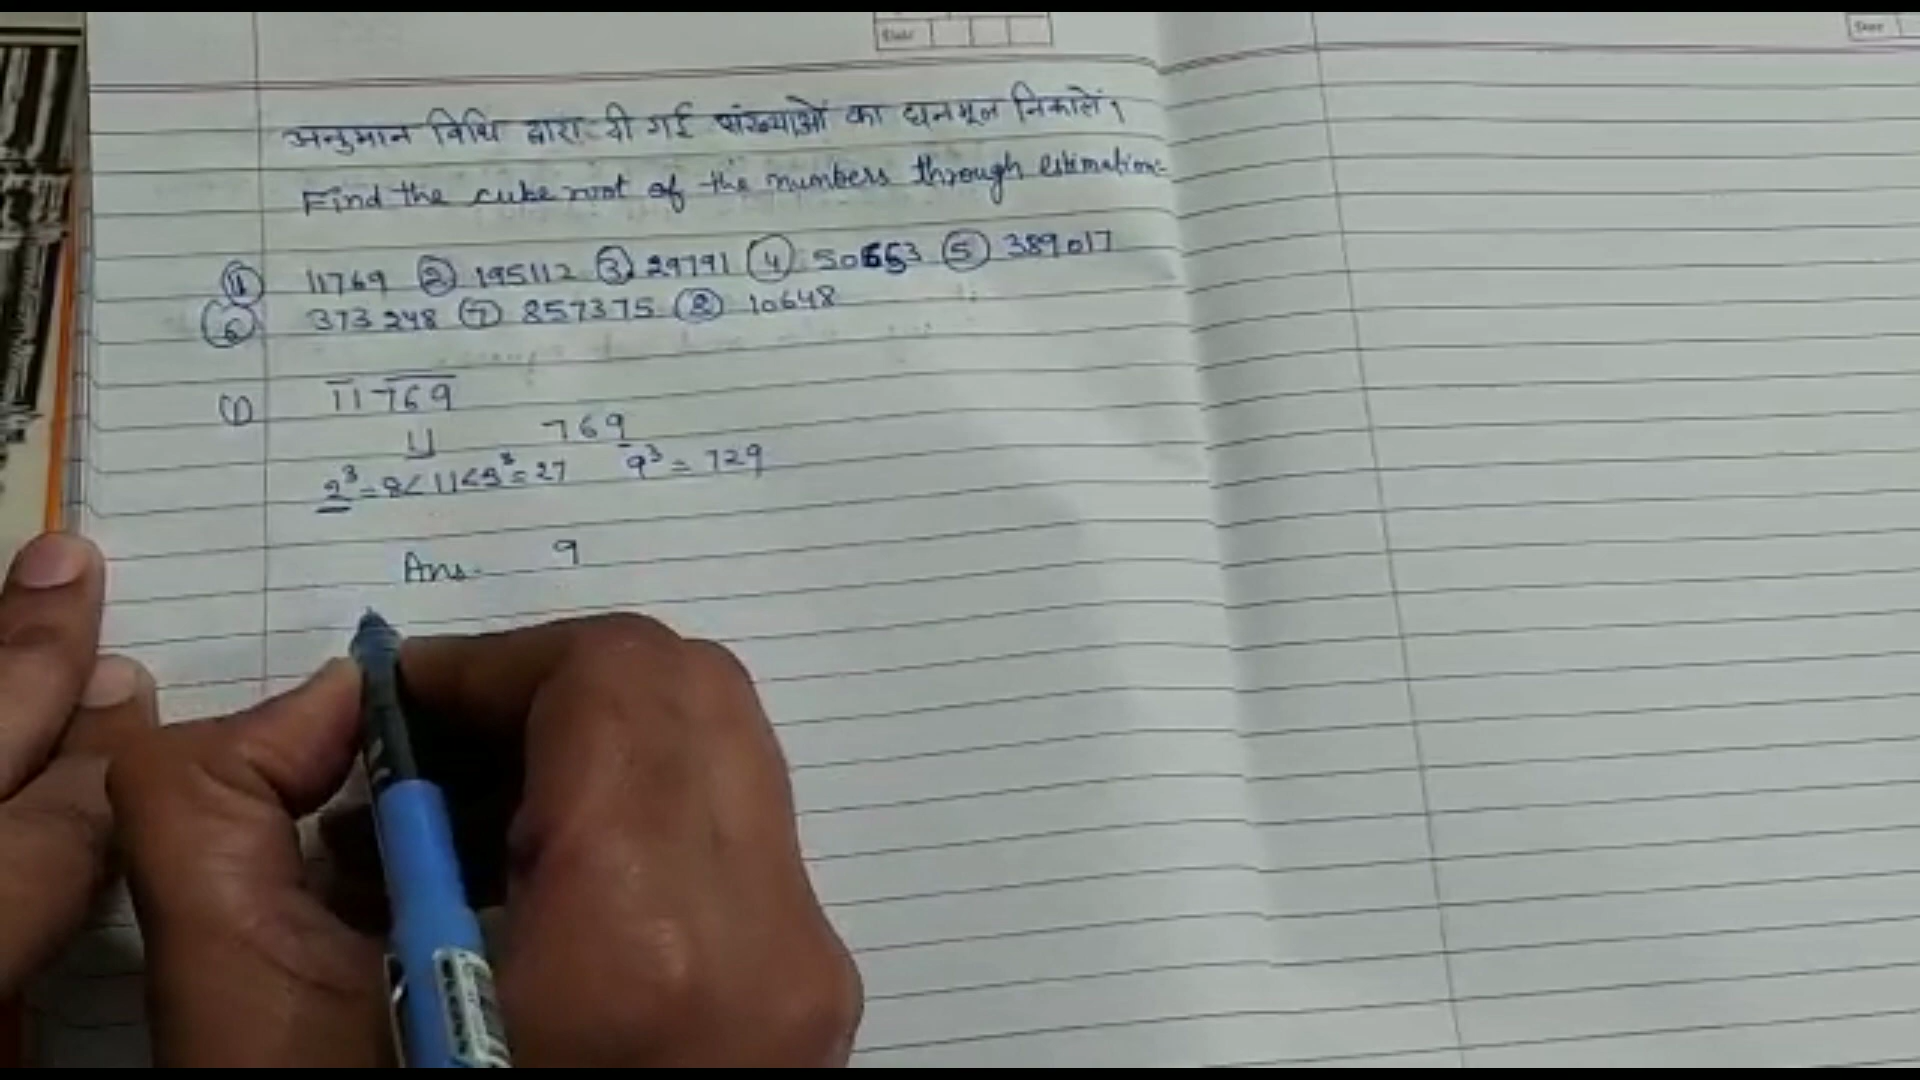 Date
Date
अनुमान विधि द्वारा दी गई संख्याओं का घनमूल निकालें।
Find the cube root of the numbers through estimation:-
① 11769 ② 195112 ③ 29791 ④ 50653 ⑤ 389017
⑥ 373248 ⑦ 857375 ⑧ 10648
(1) 11 769
11 769
2³ = 8 < 11 < 3³ = 27 9³ = 729
Ans. 9